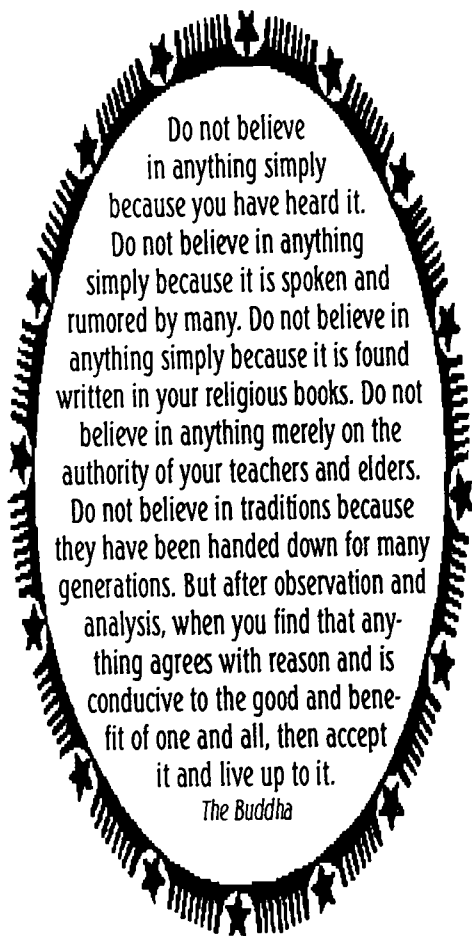 Do not believe
in anything simply
because you have heard it.
Do not believe in anything
simply because it is spoken and
rumored by many. Do not believe in
anything simply because it is found
written in your religious books. Do not
believe in anything merely on the
authority of your teachers and elders.
Do not believe in traditions because
they have been handed down for many
generations. But after observation and
analysis, when you find that any-
thing agrees with reason and is
conducive to the good and bene-
fit of one and all, then accept
it and live up to it.
The Buddha